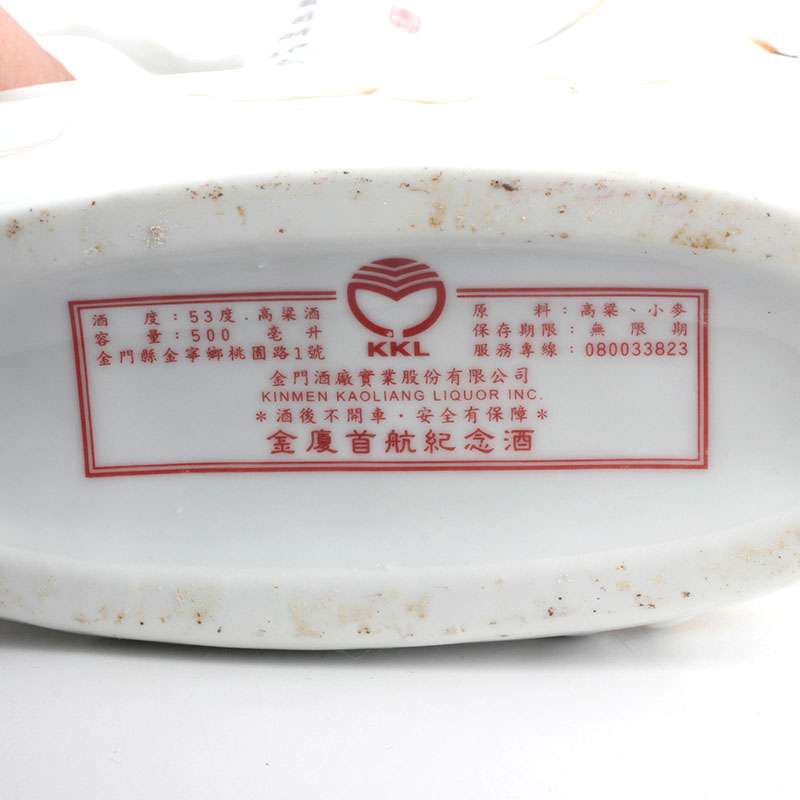 酒度:53度.高粱酒
容量:500毫升
金門縣金寧鄉桃園路1號
KKL
原料:高粱、小麥
保存期限:無限期
服務專線:080033823
金門酒廠實業股份有限公司
KINMEN KAOLIANG LIQUOR INC.
*酒後不開車·安全有保障*
金廈首航紀念酒